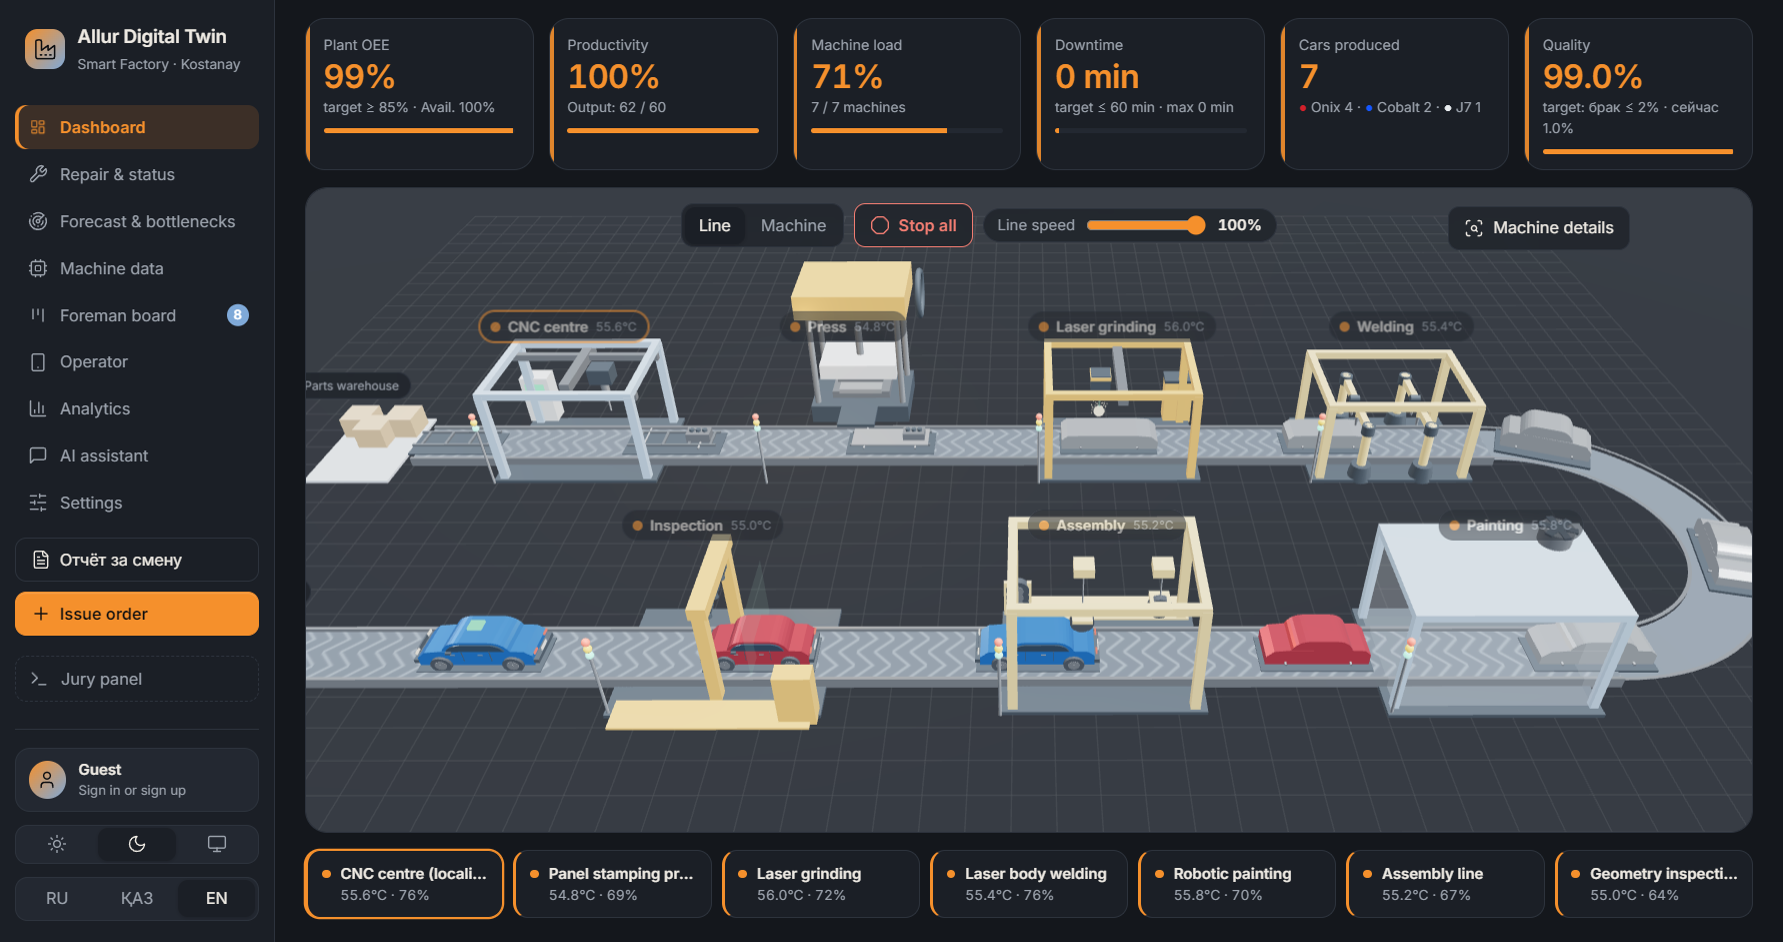 Allur Digital Twin
Smart Factory · Kostanay
Dashboard
Repair & status
Forecast & bottlenecks
Machine data
Foreman board 8
Operator
Analytics
AI assistant
Settings
Отчёт за смену
Issue order
Jury panel
Guest
Sign in or sign up
RU ҚАЗ EN
Plant OEE
99%
target ≥ 85% · Avail. 100%
Productivity
100%
Output: 62 / 60
Machine load
71%
7 / 7 machines
Downtime
0 min
target ≤ 60 min · max 0 min
Cars produced
7
Onix 4 · Cobalt 2 · J7 1
Quality
99.0%
target: брак ≤ 2% · сейчас
1.0%
Line Machine Stop all Line speed 100% Machine details
CNC centre 55.6°C
Press 54.8°C
Laser grinding 56.0°C
Welding 55.4°C
Parts warehouse
Inspection 55.0°C
Assembly 55.2°C
Painting 55.8°C
CNC centre (locali...
55.6°C · 76%
Panel stamping pr...
54.8°C · 69%
Laser grinding
56.0°C · 72%
Laser body welding
55.4°C · 76%
Robotic painting
55.8°C · 70%
Assembly line
55.2°C · 67%
Geometry inspecti...
55.0°C · 64%